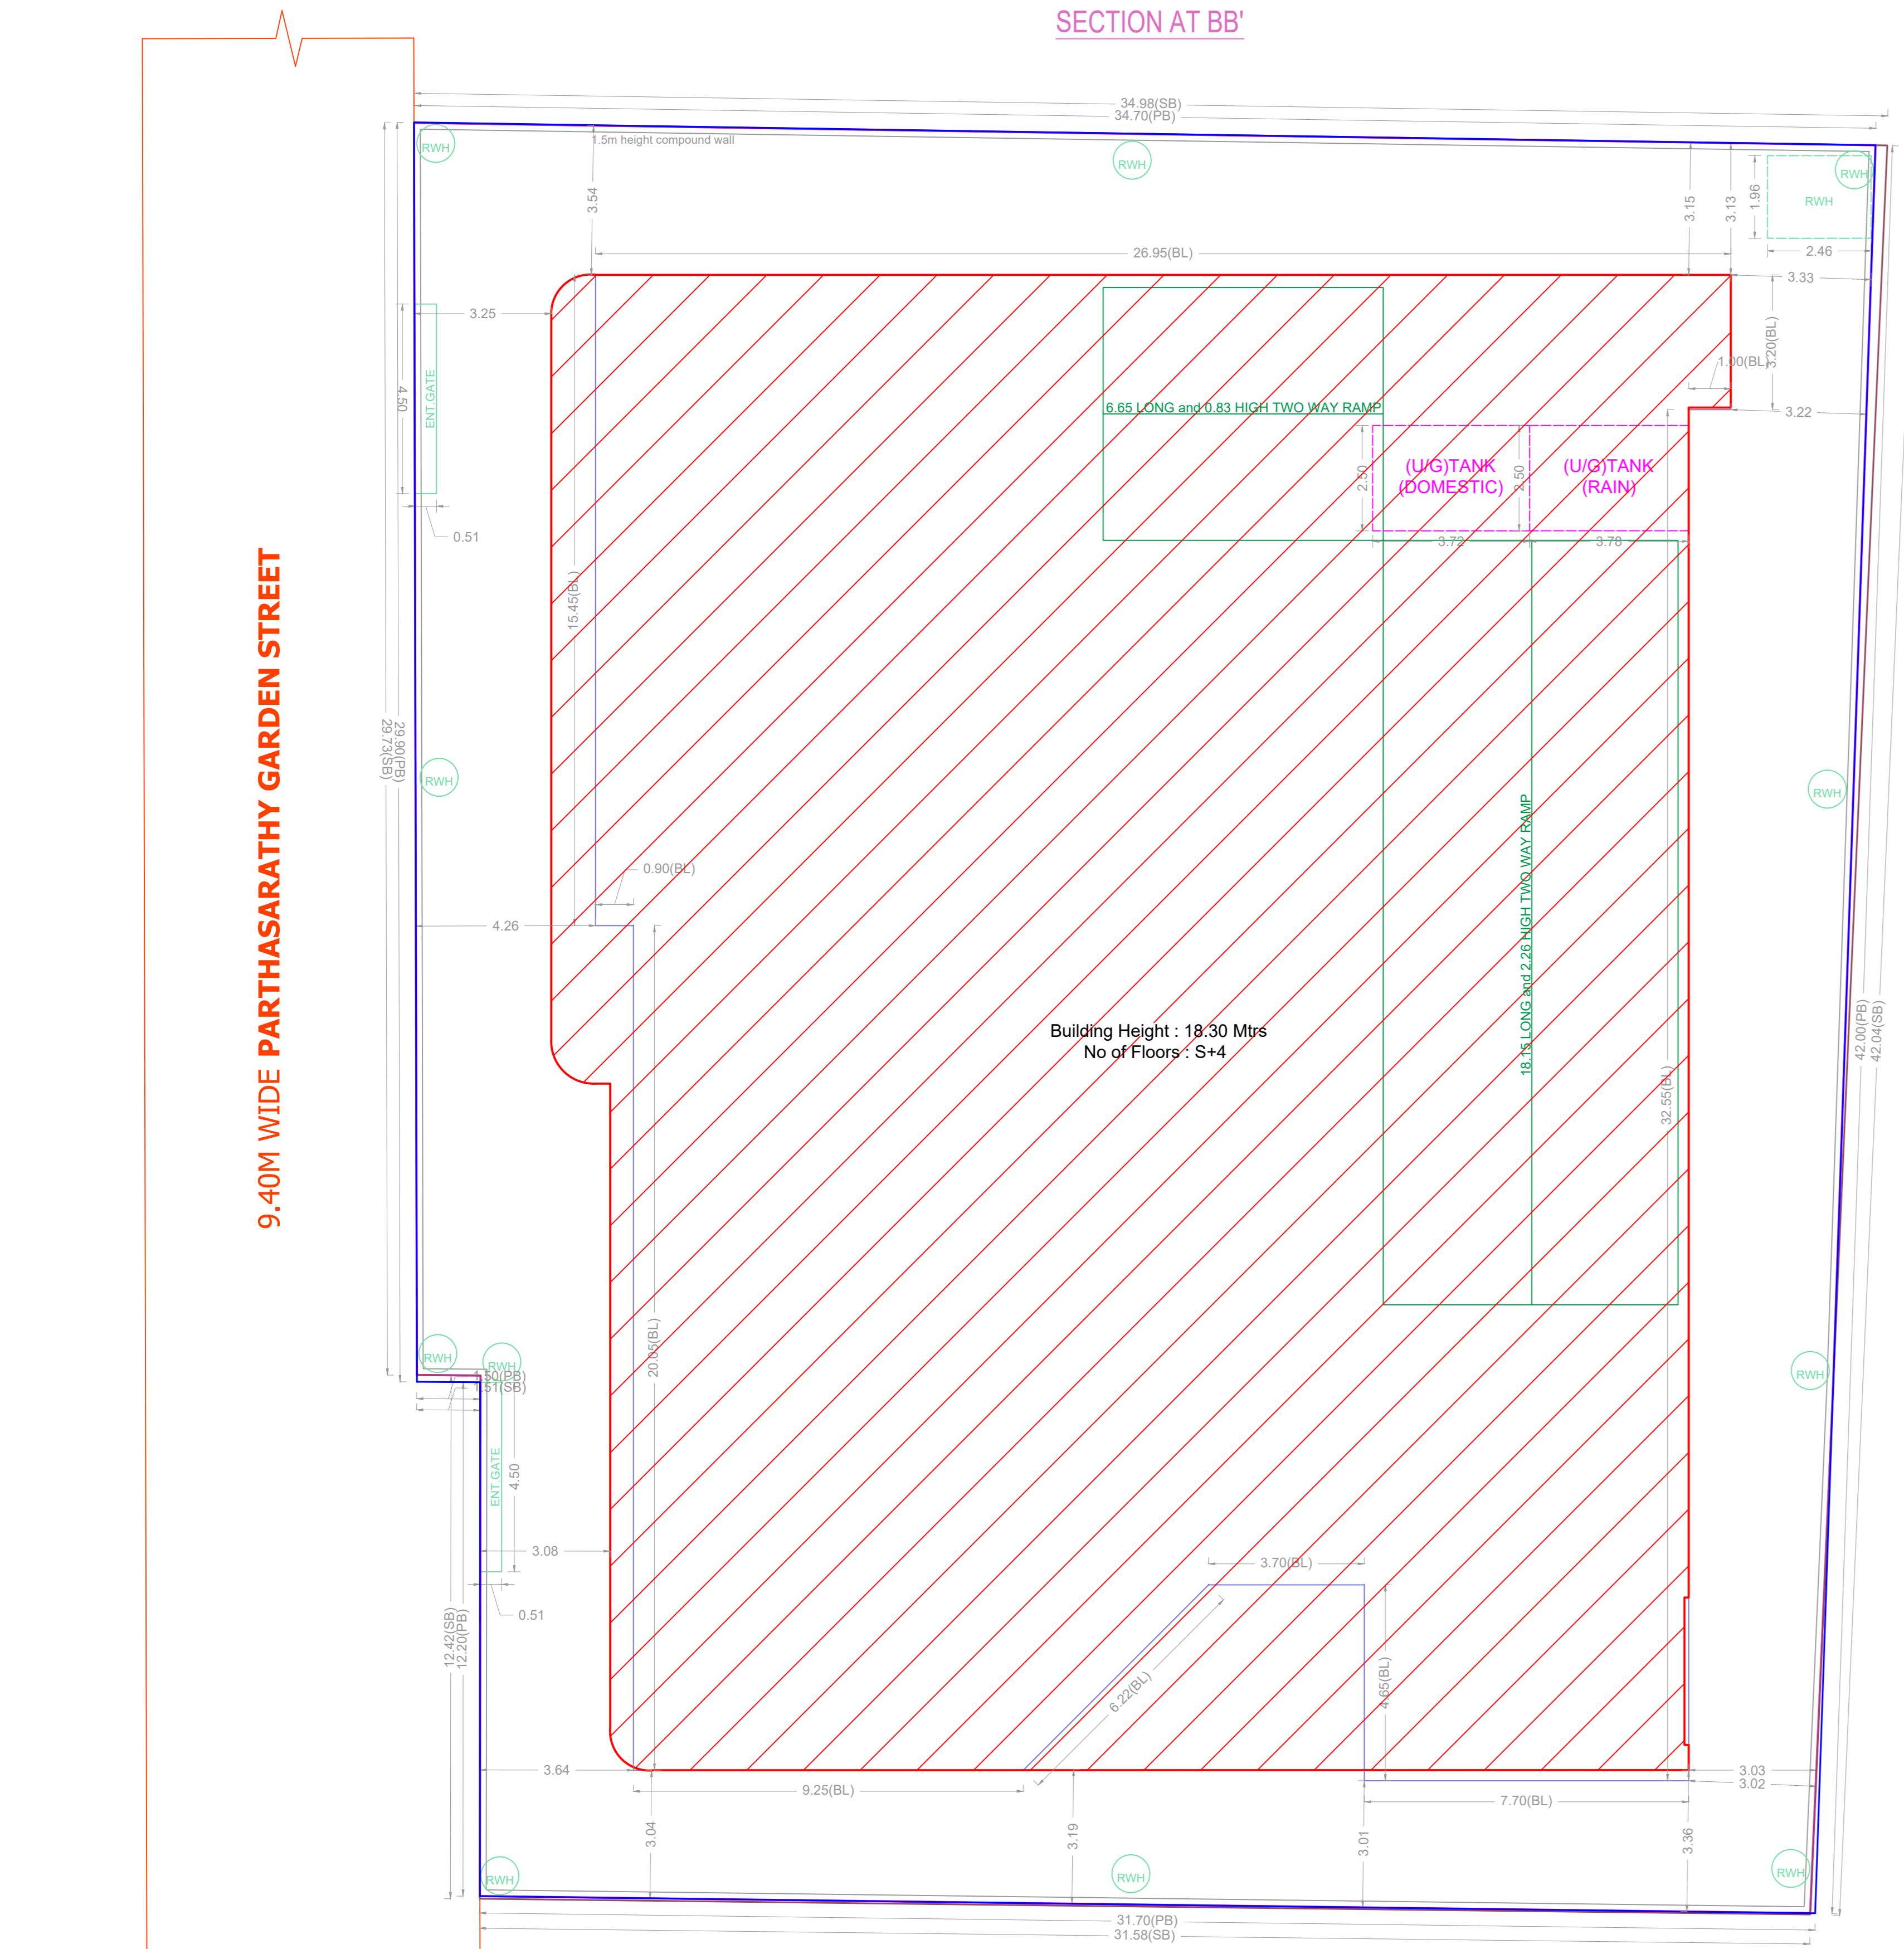 SECTION AT BB'
34.98(SB)
34.70(PB)
1.5m height compound wall
RWH
RWH
RWH
RWH
3.54
3.15
3.13
1.96
2.46
26.95(BL)
3.33
3.25
4.50
ENT.GATE
0.51
3.20(BL)
1.00(BL)
3.22
6.65 LONG and 0.83 HIGH TWO WAY RAMP
2.50
(U/G)TANK
(DOMESTIC)
2.50
(U/G)TANK
(RAIN)
3.72
3.78
15.45(BL)
9.40M WIDE PARTHASARATHY GARDEN STREET
29.73(SB)
29.90(PB)
RWH
RWH
0.90(BL)
4.26
18.15 LONG and 2.26 HIGH TWO WAY RAMP
Building Height : 18.30 Mtrs
No of Floors : S+4
32.55(BL)
42.00(PB)
42.04(SB)
20.05(BL)
RWH
RWH
RWH
1.50(PB)
1.51(SB)
ENT.GATE
4.50
3.08
0.51
12.42(SB)
12.20(PB)
3.70(BL)
6.22(BL)
4.65(BL)
3.64
9.25(BL)
3.03
3.02
7.70(BL)
3.04
3.19
3.01
3.36
RWH
RWH
RWH
31.70(PB)
31.58(SB)